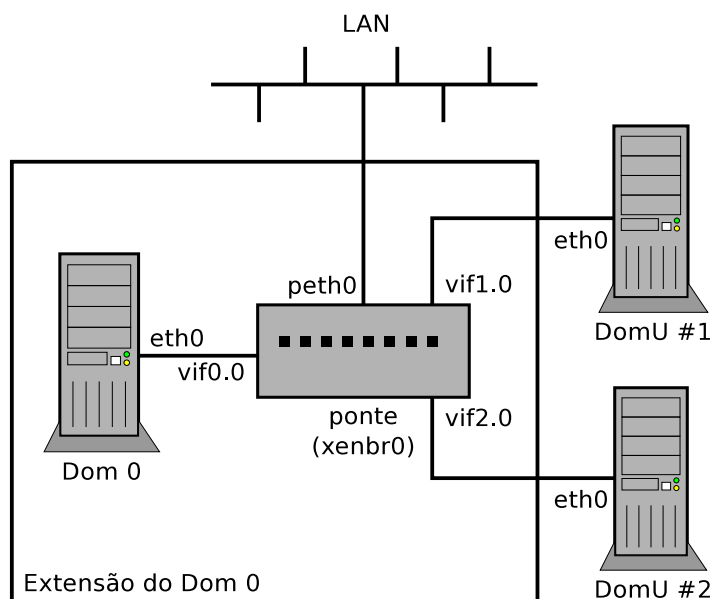 LAN
eth0
peth0
vif1.0
DomU #1
eth0
vif0.0
ponte
(xenbr0)
vif2.0
Dom 0
eth0
Extensão do Dom 0
DomU #2